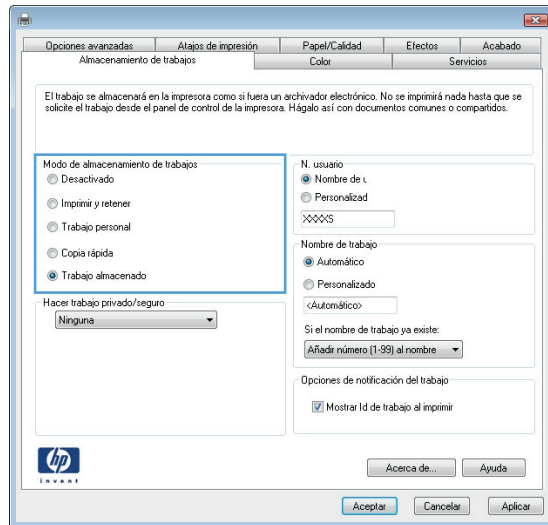 Opciones avanzadas Atajos de impresión Papel/Calidad Efectos Acabado
Almacenamiento de trabajos Color Servicios
El trabajo se almacenará en la impresora como si fuera un archivador electrónico. No se imprimirá nada hasta que se
solicite el trabajo desde el panel de control de la impresora. Hágalo así con documentos comunes o compartidos.
Modo de almacenamiento de trabajos
Desactivado
Imprimir y retener
Trabajo personal
Copia rápida
Trabajo almacenado
Hacer trabajo privado/seguro
Ninguna
N. usuario
Nombre de u
Personalizad
XXXXS
Nombre de trabajo
Automático
Personalizado
<Automático>
Si el nombre de trabajo ya existe:
Añadir número (1-99) al nombre
Opciones de notificación del trabajo
Mostrar Id de trabajo al imprimir
hp
invent
Acerca de... Ayuda
Aceptar Cancelar Aplicar